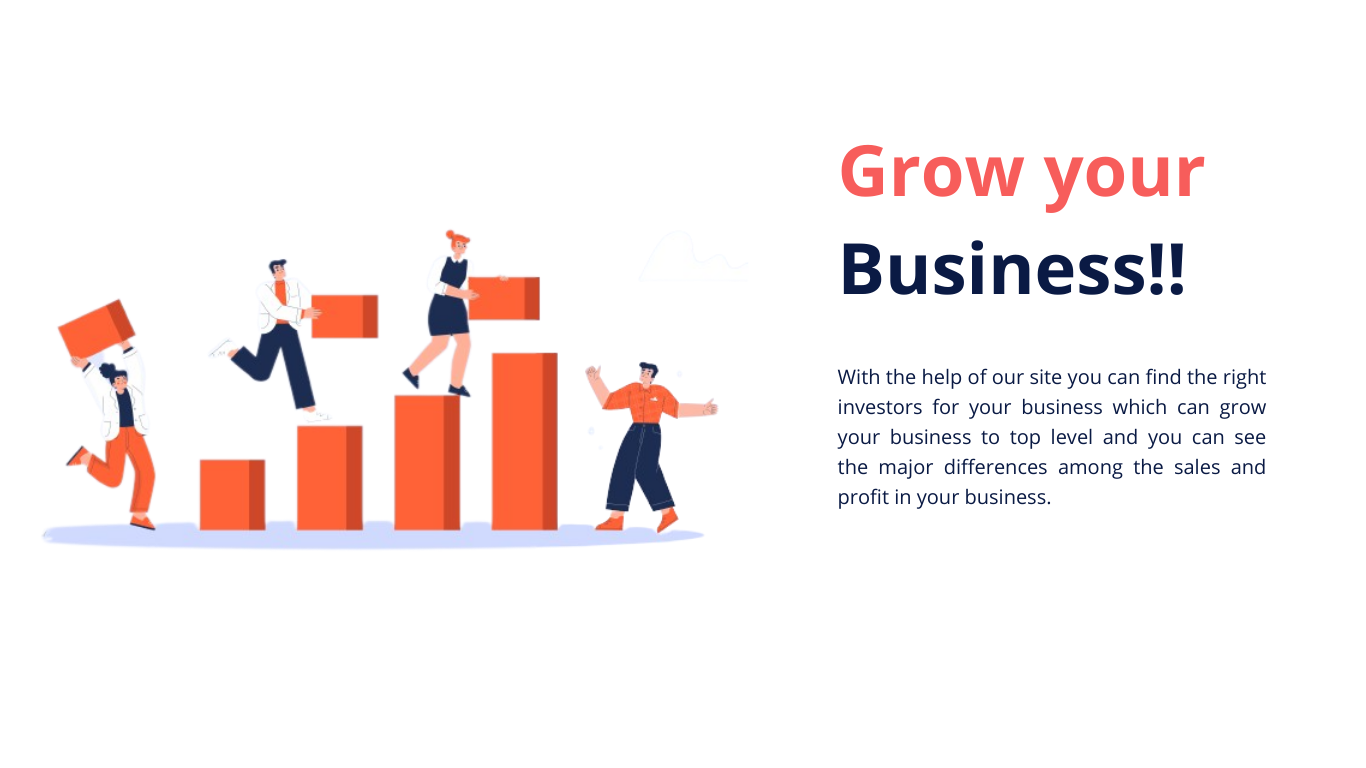 Grow your
Business!!
With the help of our site you can find the right
investors for your business which can grow
your business to top level and you can see
the major differences among the sales and
profit in your business.